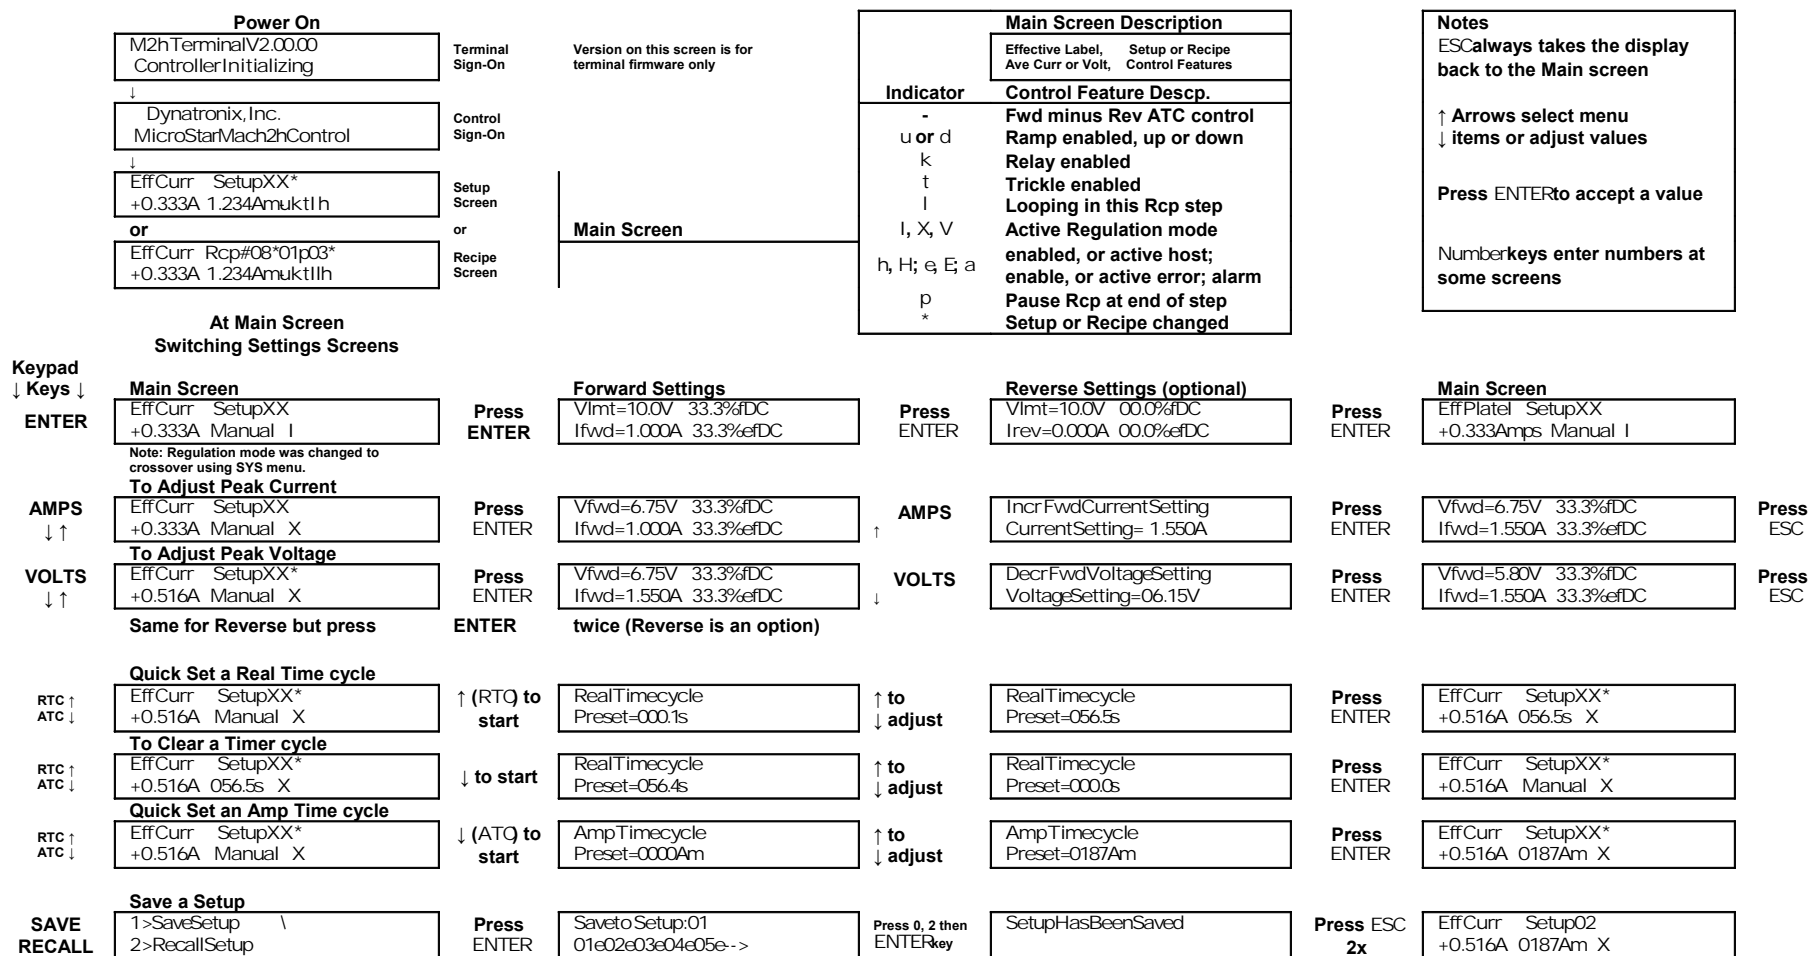 Power On
M2hTerminalV2.00.00
ControllerInitializing
Terminal
Sign-On
Version on this screen is for
terminal firmware only
↓
Dynatronix,Inc.
MicroStarMach2hControl
Control
Sign-On
↓
EffCurr SetupXX*
+0.333A 1.234AmuktIh
Setup
Screen
or
or
Main Screen
EffCurr Rcp#08*01p03*
+0.333A 1.234AmuktlIh
Recipe
Screen
Main Screen Description
Effective Label, Setup or Recipe
Ave Curr or Volt, Control Features
Indicator Control Feature Descp.
- Fwd minus Rev ATC control
u or d Ramp enabled, up or down
k Relay enabled
t Trickle enabled
l Looping in this Rcp step
I, X, V Active Regulation mode
h, H; e, E; a enabled, or active host;
enable, or active error; alarm
p Pause Rcp at end of step
* Setup or Recipe changed
Notes
ESCalways takes the display
back to the Main screen
↑ Arrows select menu
↓ items or adjust values
Press ENTERto accept a value
Numberkeys enter numbers at
some screens
At Main Screen
Switching Settings Screens
Keypad
↓ Keys ↓
Main Screen Forward Settings Reverse Settings (optional) Main Screen
ENTER
EffCurr SetupXX
+0.333A Manual I
Press
ENTER
Vlmt=10.0V 33.3%fDC
Ifwd=1.000A 33.3%efDC
Press
ENTER
Vlmt=10.0V 00.0%fDC
Irev=0.000A 00.0%efDC
Press
ENTER
EffPlateI SetupXX
+0.333Amps Manual I
Note: Regulation mode was changed to
crossover using SYS menu.
To Adjust Peak Current
AMPS
↓ ↑
EffCurr SetupXX
+0.333A Manual X
Press
ENTER
Vfwd=6.75V 33.3%fDC
Ifwd=1.000A 33.3%efDC
AMPS
↑
IncrFwdCurrentSetting
CurrentSetting= 1.550A
Press
ENTER
Vfwd=6.75V 33.3%fDC
Ifwd=1.550A 33.3%efDC
Press
ESC
To Adjust Peak Voltage
VOLTS
↓ ↑
EffCurr SetupXX*
+0.516A Manual X
Press
ENTER
Vfwd=6.75V 33.3%fDC
Ifwd=1.550A 33.3%efDC
VOLTS
↓
DecrFwdVoltageSetting
VoltageSetting=06.15V
Press
ENTER
Vfwd=5.80V 33.3%fDC
Ifwd=1.550A 33.3%efDC
Press
ESC
Same for Reverse but press ENTER twice (Reverse is an option)
Quick Set a Real Time cycle
RTC ↑
ATC ↓
EffCurr SetupXX*
+0.516A Manual X
↑ (RTC) to
start
RealTimecycle
Preset=000.1s
↑ to
↓ adjust
RealTimecycle
Preset=056.5s
Press
ENTER
EffCurr SetupXX*
+0.516A 056.5s X
To Clear a Timer cycle
RTC ↑
ATC ↓
EffCurr SetupXX*
+0.516A 056.5s X
↓ to start
RealTimecycle
Preset=056.4s
↑ to
↓ adjust
RealTimecycle
Preset=000.0s
Press
ENTER
EffCurr SetupXX*
+0.516A Manual X
Quick Set an Amp Time cycle
RTC ↑
ATC ↓
EffCurr SetupXX*
+0.516A Manual X
↓ (ATC) to
start
AmpTimecycle
Preset=0000Am
↑ to
↓ adjust
AmpTimecycle
Preset=0187Am
Press
ENTER
EffCurr SetupXX*
+0.516A 0187Am X
Save a Setup
SAVE
RECALL
1>SaveSetup \
2>RecallSetup
Press
ENTER
SavetoSetup:01
01e02e03e04e05e-->
Press 0, 2 then
ENTERkey
SetupHasBeenSaved
Press ESC
2x
EffCurr Setup02
+0.516A 0187Am X